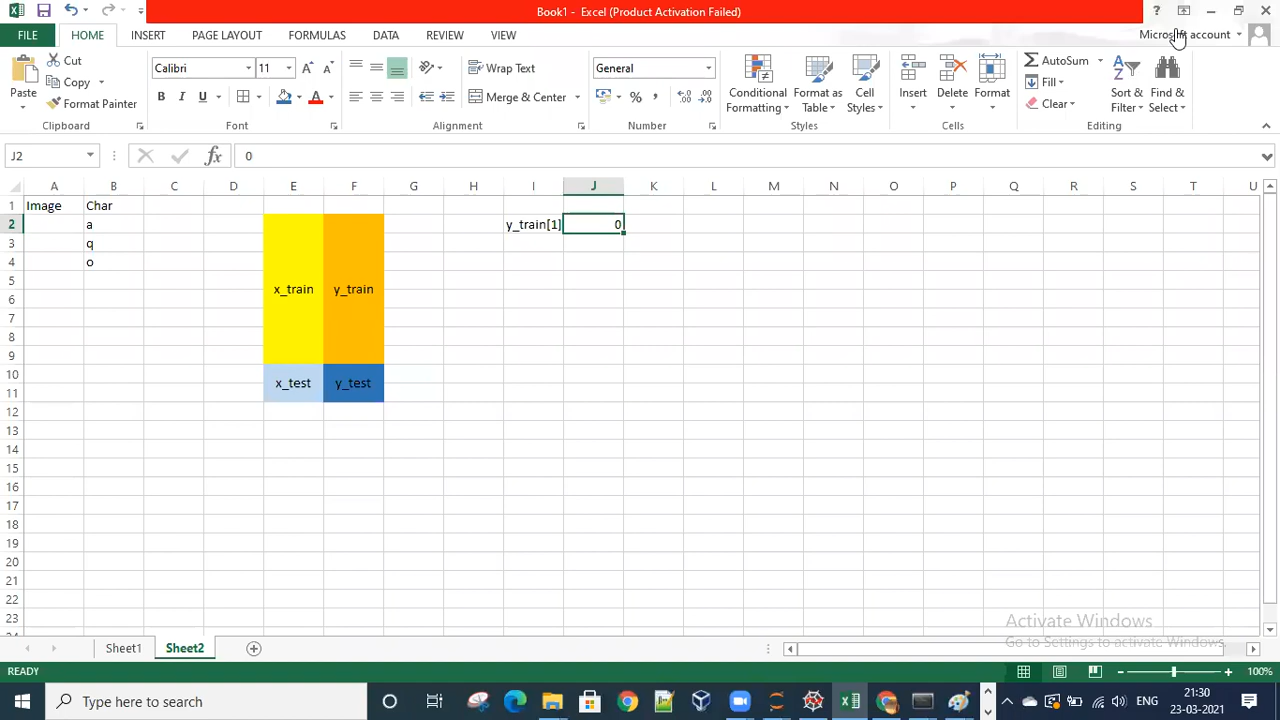 Book1 - Excel (Product Activation Failed)
?
FILE HOME INSERT PAGE LAYOUT FORMULAS DATA REVIEW VIEW
Microsoft account
Paste
Cut
Copy
Format Painter
Clipboard
Calibri 11
A A
B I U A
Font
Wrap Text
Merge & Center
Alignment
General
% ,
Number
Conditional Formatting
Format as Table
Cell Styles
Styles
Insert
Delete
Format
Cells
AutoSum
Fill
Clear
Sort & Filter
Find & Select
Editing
J2 fx 0
A B C D E F G H I J K L M N O P Q R S T U
1 Image Char
2 a y_train[1] 0
3 q
4 o
5 x_train y_train
6
7
8
9
10 x_test y_test
11
12
13
14
15
16
17
18
19
20
21
22
23
Activate Windows
Go to Settings to activate Windows.
Sheet1 Sheet2
READY
100%
Type here to search
ENG
21:30
23-03-2021